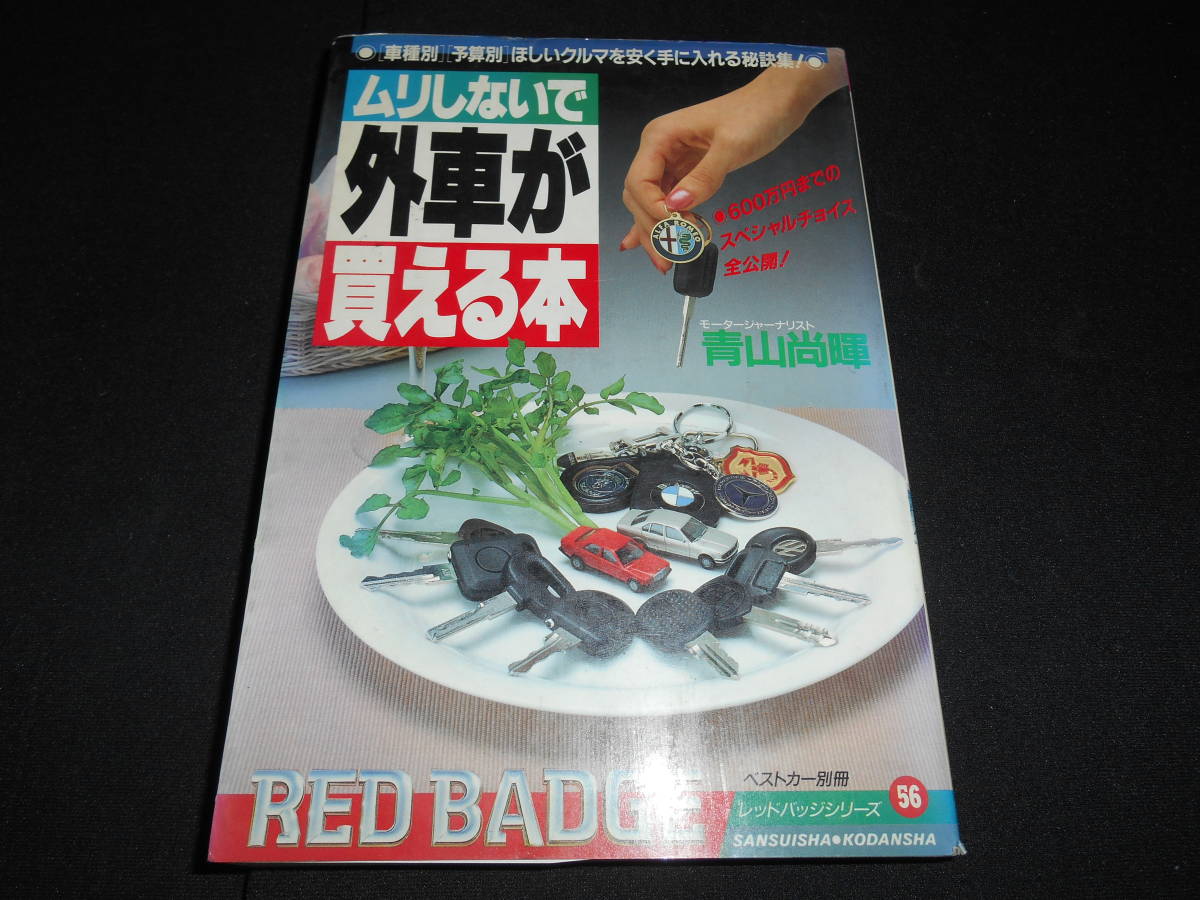 ●[車種別][予算別]ほしいクルマを安く手に入れる秘訣集!●
ムリしないで
外車が
買える本
●600万円までの
スペシャルチョイス
全公開!
ALFA ROMEO
モータージャーナリスト
青山尚暉
RED BADGE
ベストカー別冊
レッドバッジシリーズ 56
SANSUISHA●KODANSHA